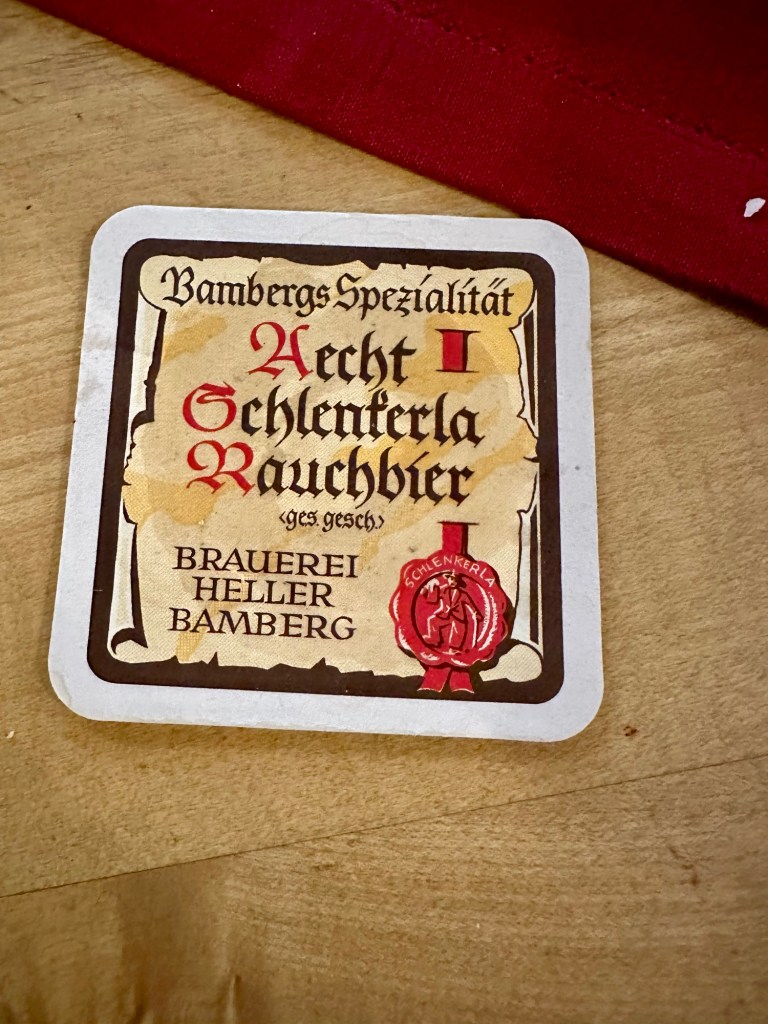 Bambergs Spezialität
Aecht
Schlenkerla
Rauchbier
<ges. gesch.>
BRAUEREI
HELLER
BAMBERG
SCHLENKERLA